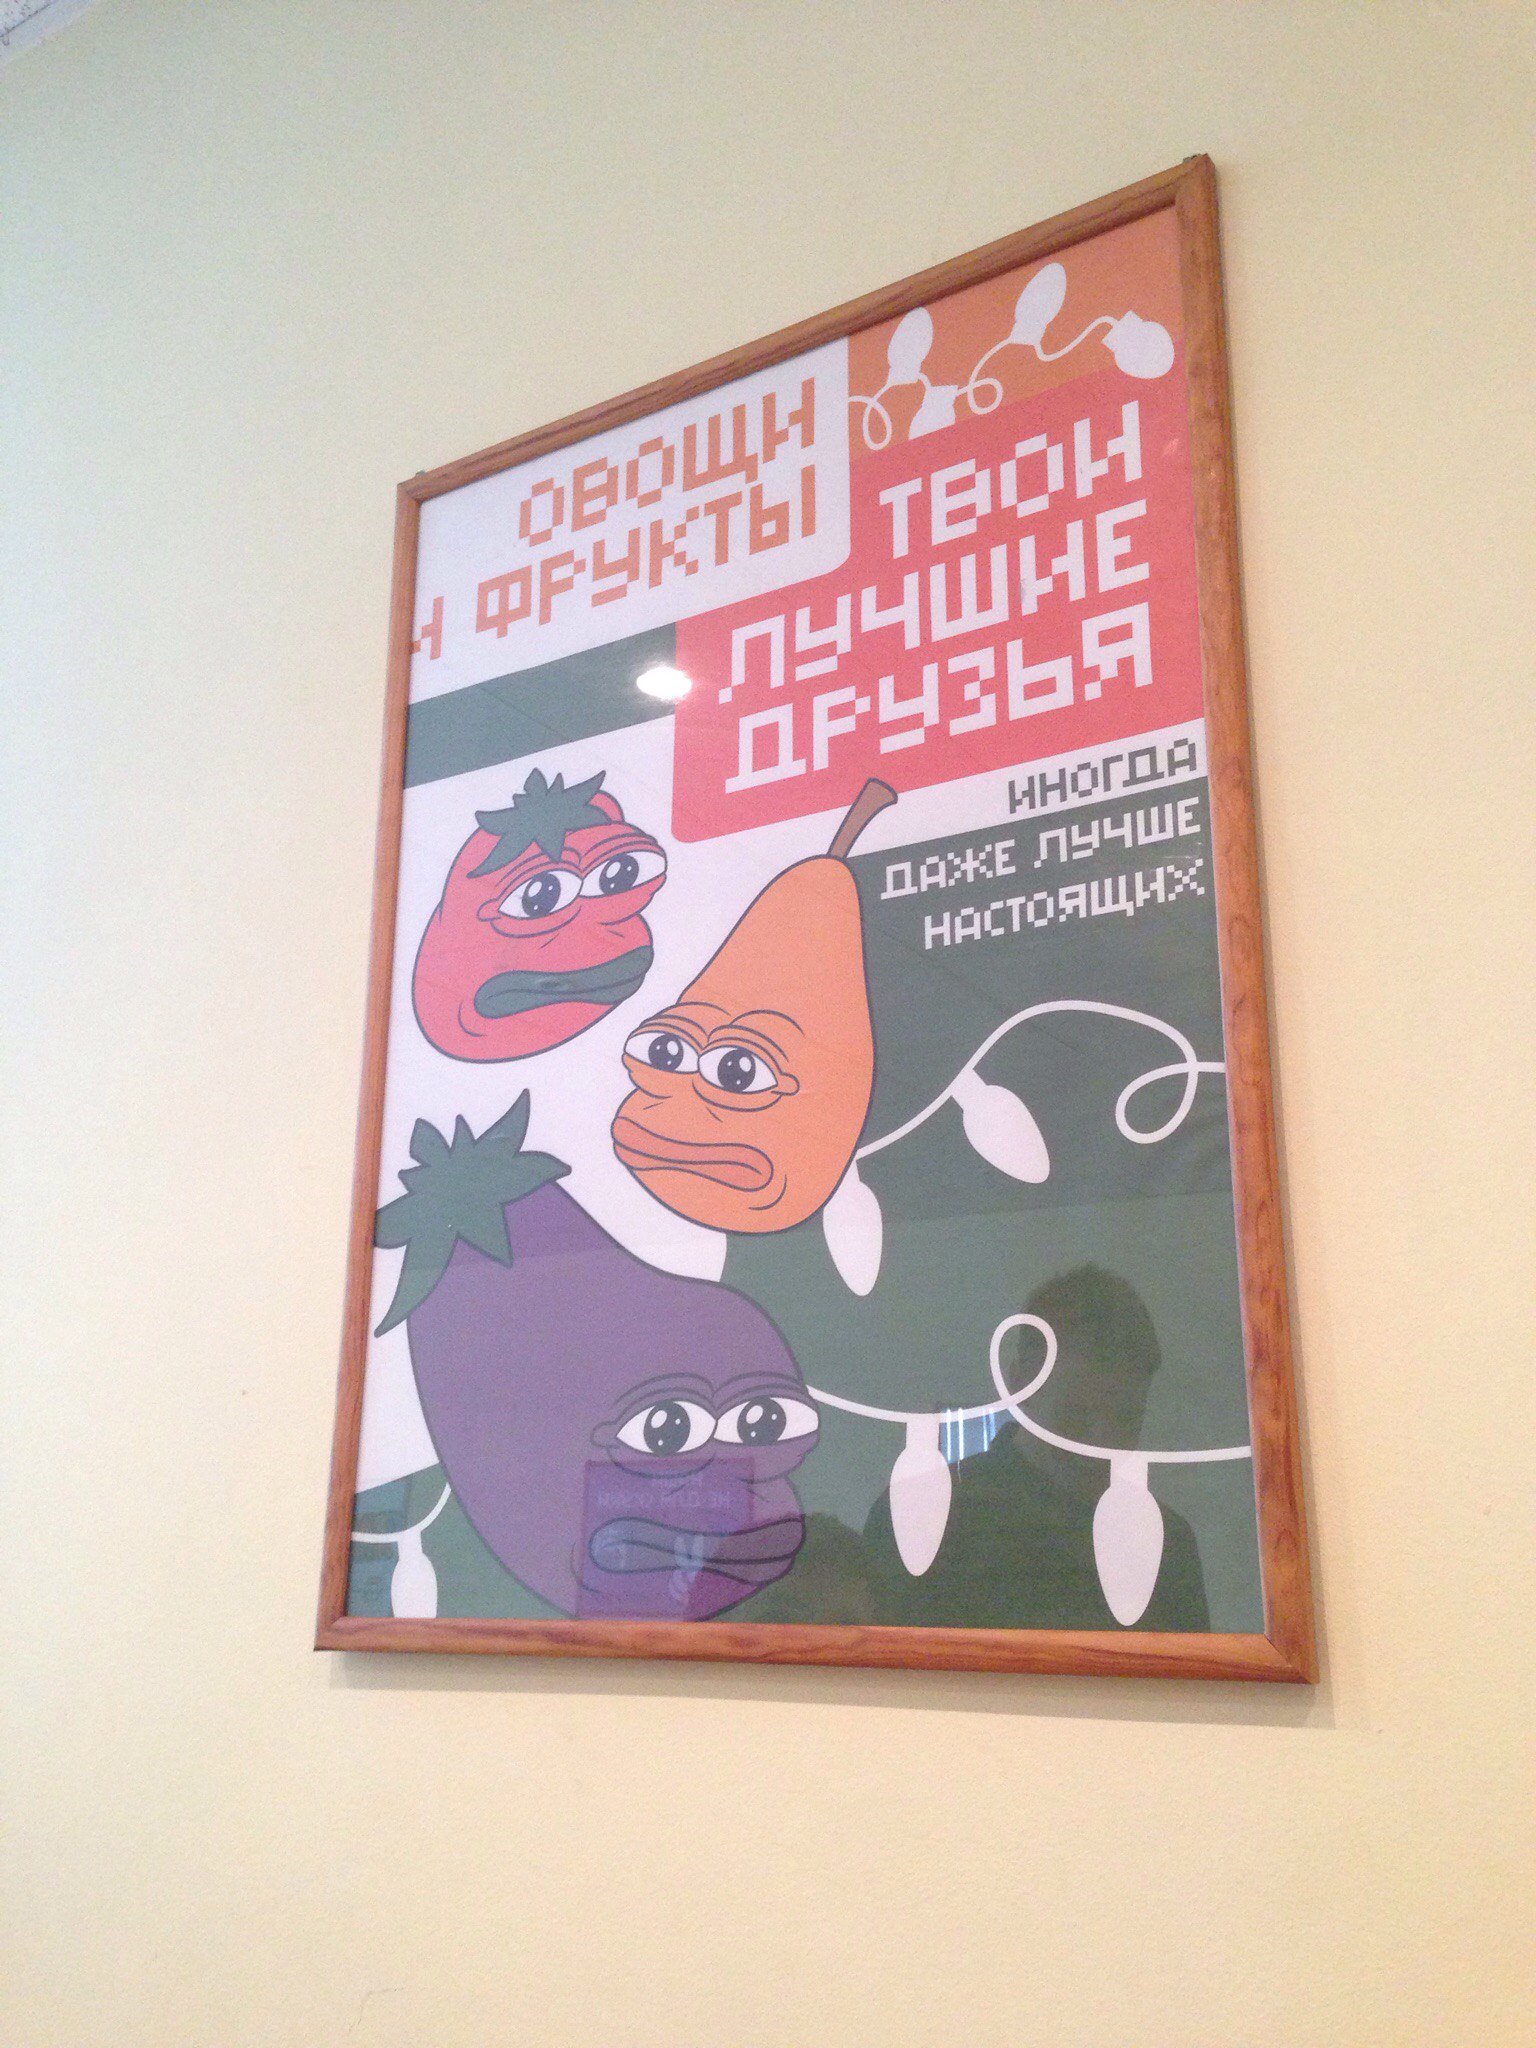 ОВОЩИ
И ФРУКТЫ
ТВОИ
ЛУЧШИЕ
ДРУЗЬЯ
ИНОГДА
ДАЖЕ ЛУЧШЕ
НАСТОЯЩИХ